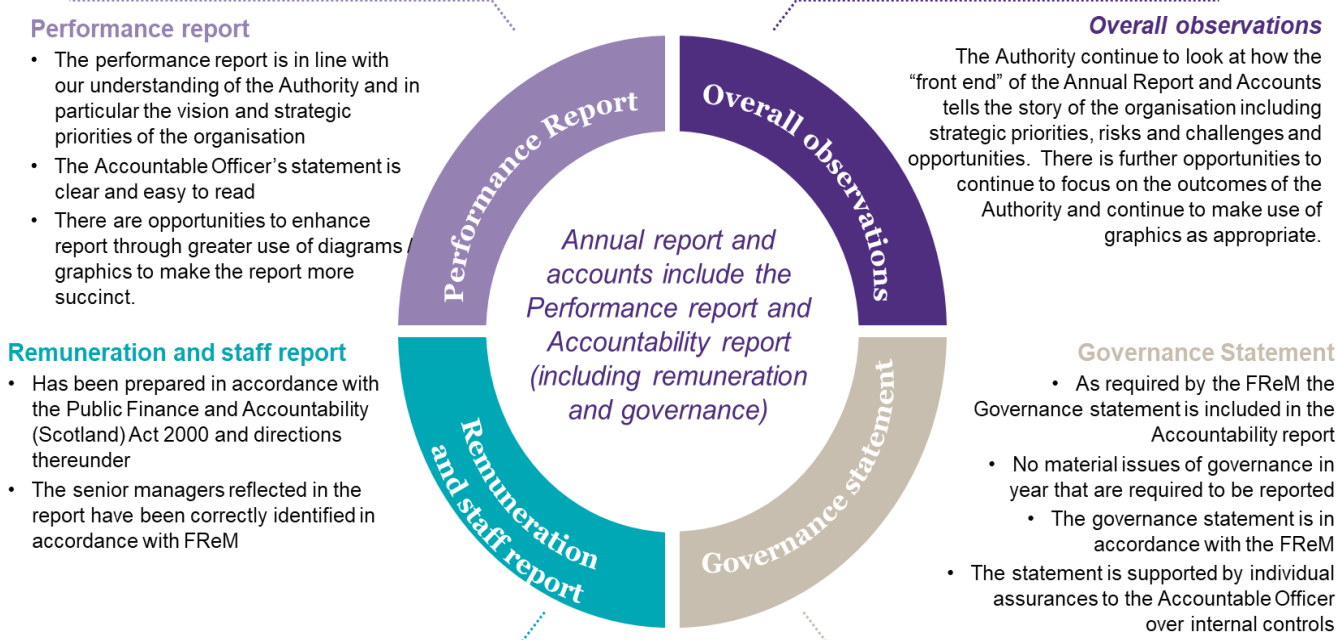 Performance report
• The performance report is in line with
our understanding of the Authority and in
particular the vision and strategic
priorities of the organisation
• The Accountable Officer's statement is
clear and easy to read
• There are opportunities to enhance
report through greater use of diagrams /
graphics to make the report more
succinct.
Overall observations
The Authority continue to look at how the
“front end” of the Annual Report and Accounts
tells the story of the organisation including
strategic priorities, risks and challenges and
opportunities. There is further opportunities to
continue to focus on the outcomes of the
Authority and continue to make use of
graphics as appropriate.
Performance Report
Overall observations
Annual report and
accounts include the
Performance report and
Accountability report
(including remuneration
and governance)
Remuneration
and staff report
Governance statement
Remuneration and staff report
• Has been prepared in accordance with
the Public Finance and Accountability
(Scotland) Act 2000 and directions
thereunder
• The senior managers reflected in the
report have been correctly identified in
accordance with FReM
Governance Statement
• As required by the FReM the
Governance statement is included in the
Accountability report
• No material issues of governance in
year that are required to be reported
• The governance statement is in
accordance with the FReM
• The statement is supported by individual
assurances to the Accountable Officer
over internal controls